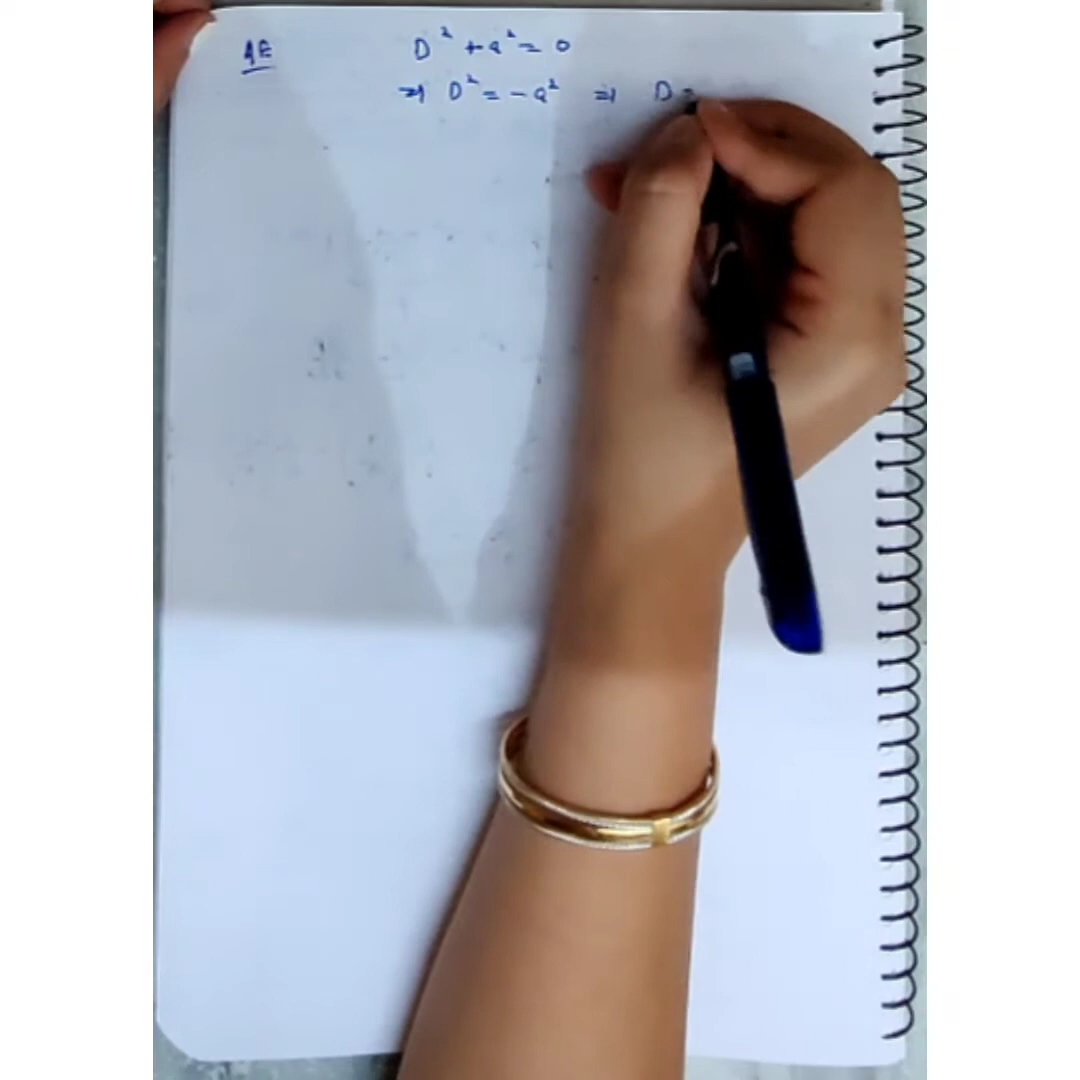 AE D² + a² = 0
⇒ D² = -a² ⇒ D =